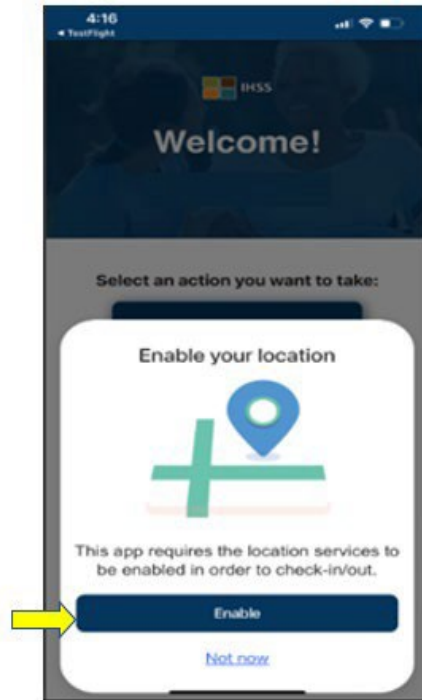 4:16
◄ TestFlight
IHSS
Welcome!
Select an action you want to take:
Enable your location
This app requires the location services to
be enabled in order to check-in/out.
Enable
Not now